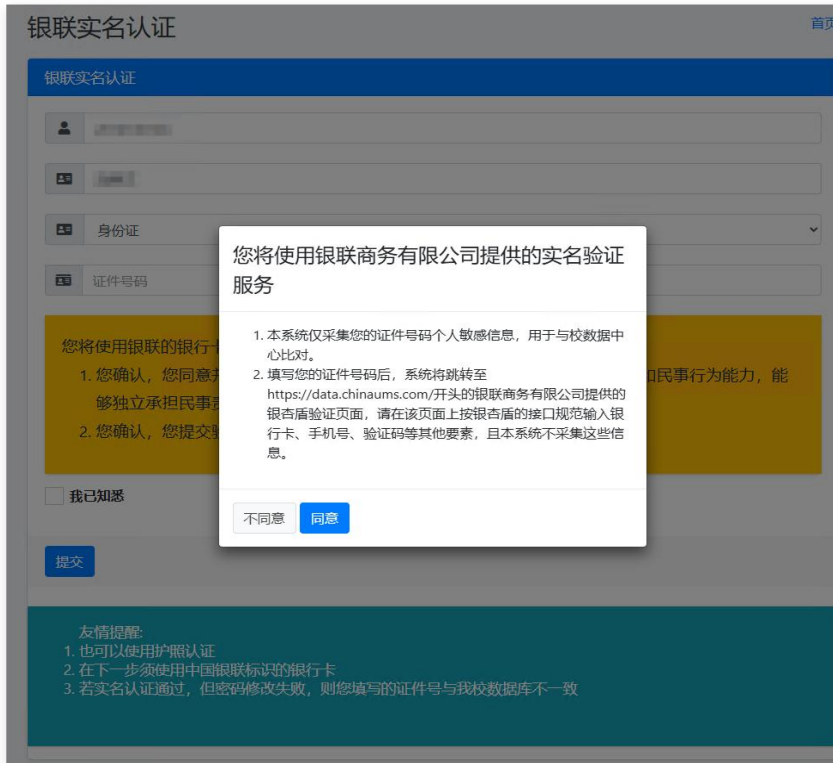 银联实名认证
首页
银联实名认证
身份证
证件号码
您将使用银联商务有限公司提供的实名验证
服务
1. 本系统仅采集您的证件号码个人敏感信息，用于与校数据中
心比对。
2. 填写您的证件号码后，系统将跳转至
https://data.chinaums.com/开头的银联商务有限公司提供的
银杏盾验证页面，请在该页面上按银杏盾的接口规范输入银
行卡、手机号、验证码等其他要素，且本系统不采集这些信
息。
不同意 同意
您将使用银联的银行卡
1. 您确认，您同意并 和民事行为能力，能
够独立承担民事责
2. 您确认，您提交验
我已知悉
提交
友情提醒:
1. 也可以使用护照认证
2. 在下一步须使用中国银联标识的银行卡
3. 若实名认证通过，但密码修改失败，则您填写的证件号与我校数据库不一致